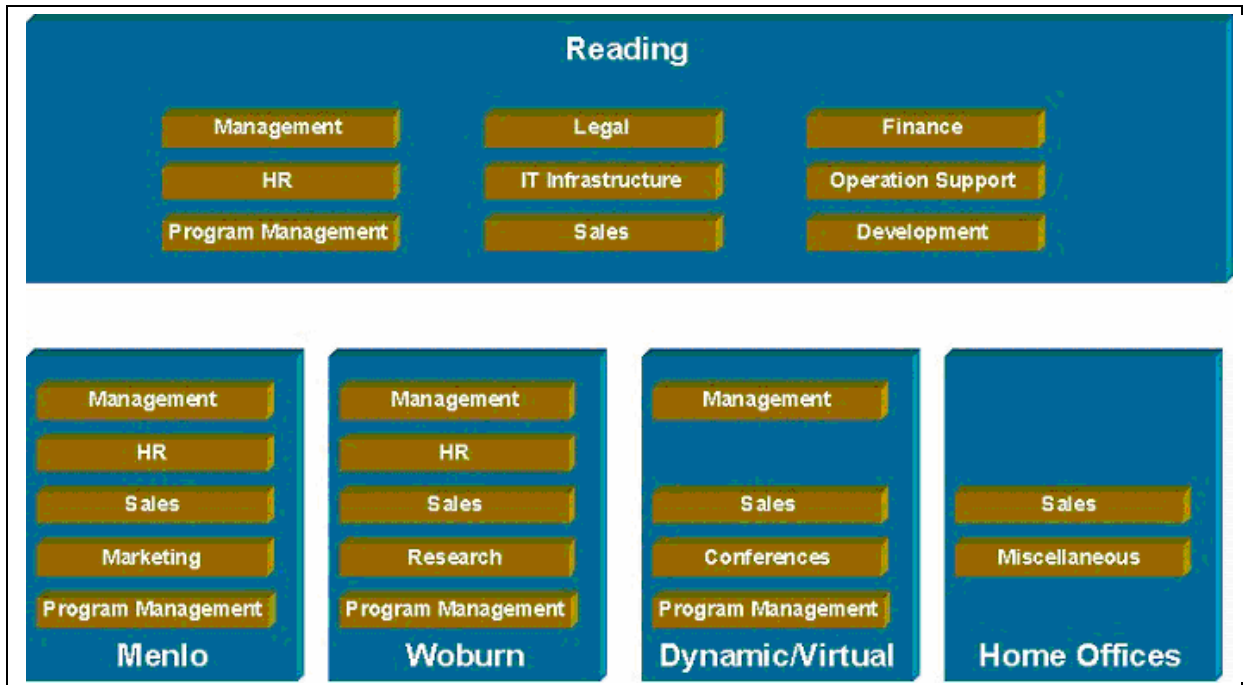 Reading
Management
Legal
Finance
HR
IT Infrastructure
Operation Support
Program Management
Sales
Development
Management
HR
Sales
Marketing
Program Management
Menlo
Management
HR
Sales
Research
Program Management
Woburn
Management
Sales
Conferences
Program Management
Dynamic/Virtual
Sales
Miscellaneous
Home Offices